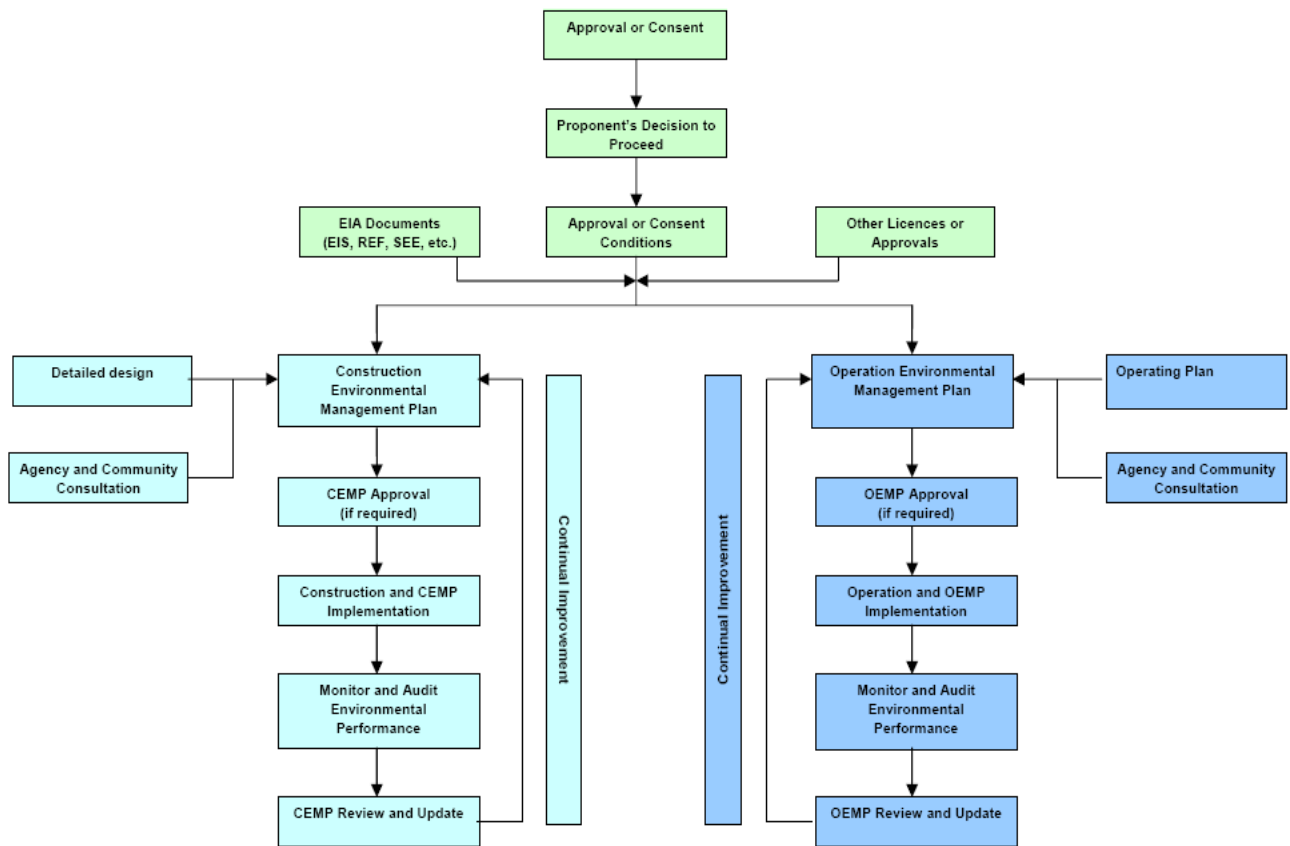 Approval or Consent
Proponent's Decision to
Proceed
EIA Documents
(EIS, REF, SEE, etc.)
Approval or Consent
Conditions
Other Licences or
Approvals
Detailed design
Agency and Community
Consultation
Construction
Environmental
Management Plan
CEMP Approval
(if required)
Construction and CEMP
Implementation
Monitor and Audit
Environmental
Performance
CEMP Review and Update
Continual Improvement
Continual Improvement
Operation Environmental
Management Plan
OEMP Approval
(if required)
Operation and OEMP
Implementation
Monitor and Audit
Environmental
Performance
OEMP Review and Update
Operating Plan
Agency and Community
Consultation